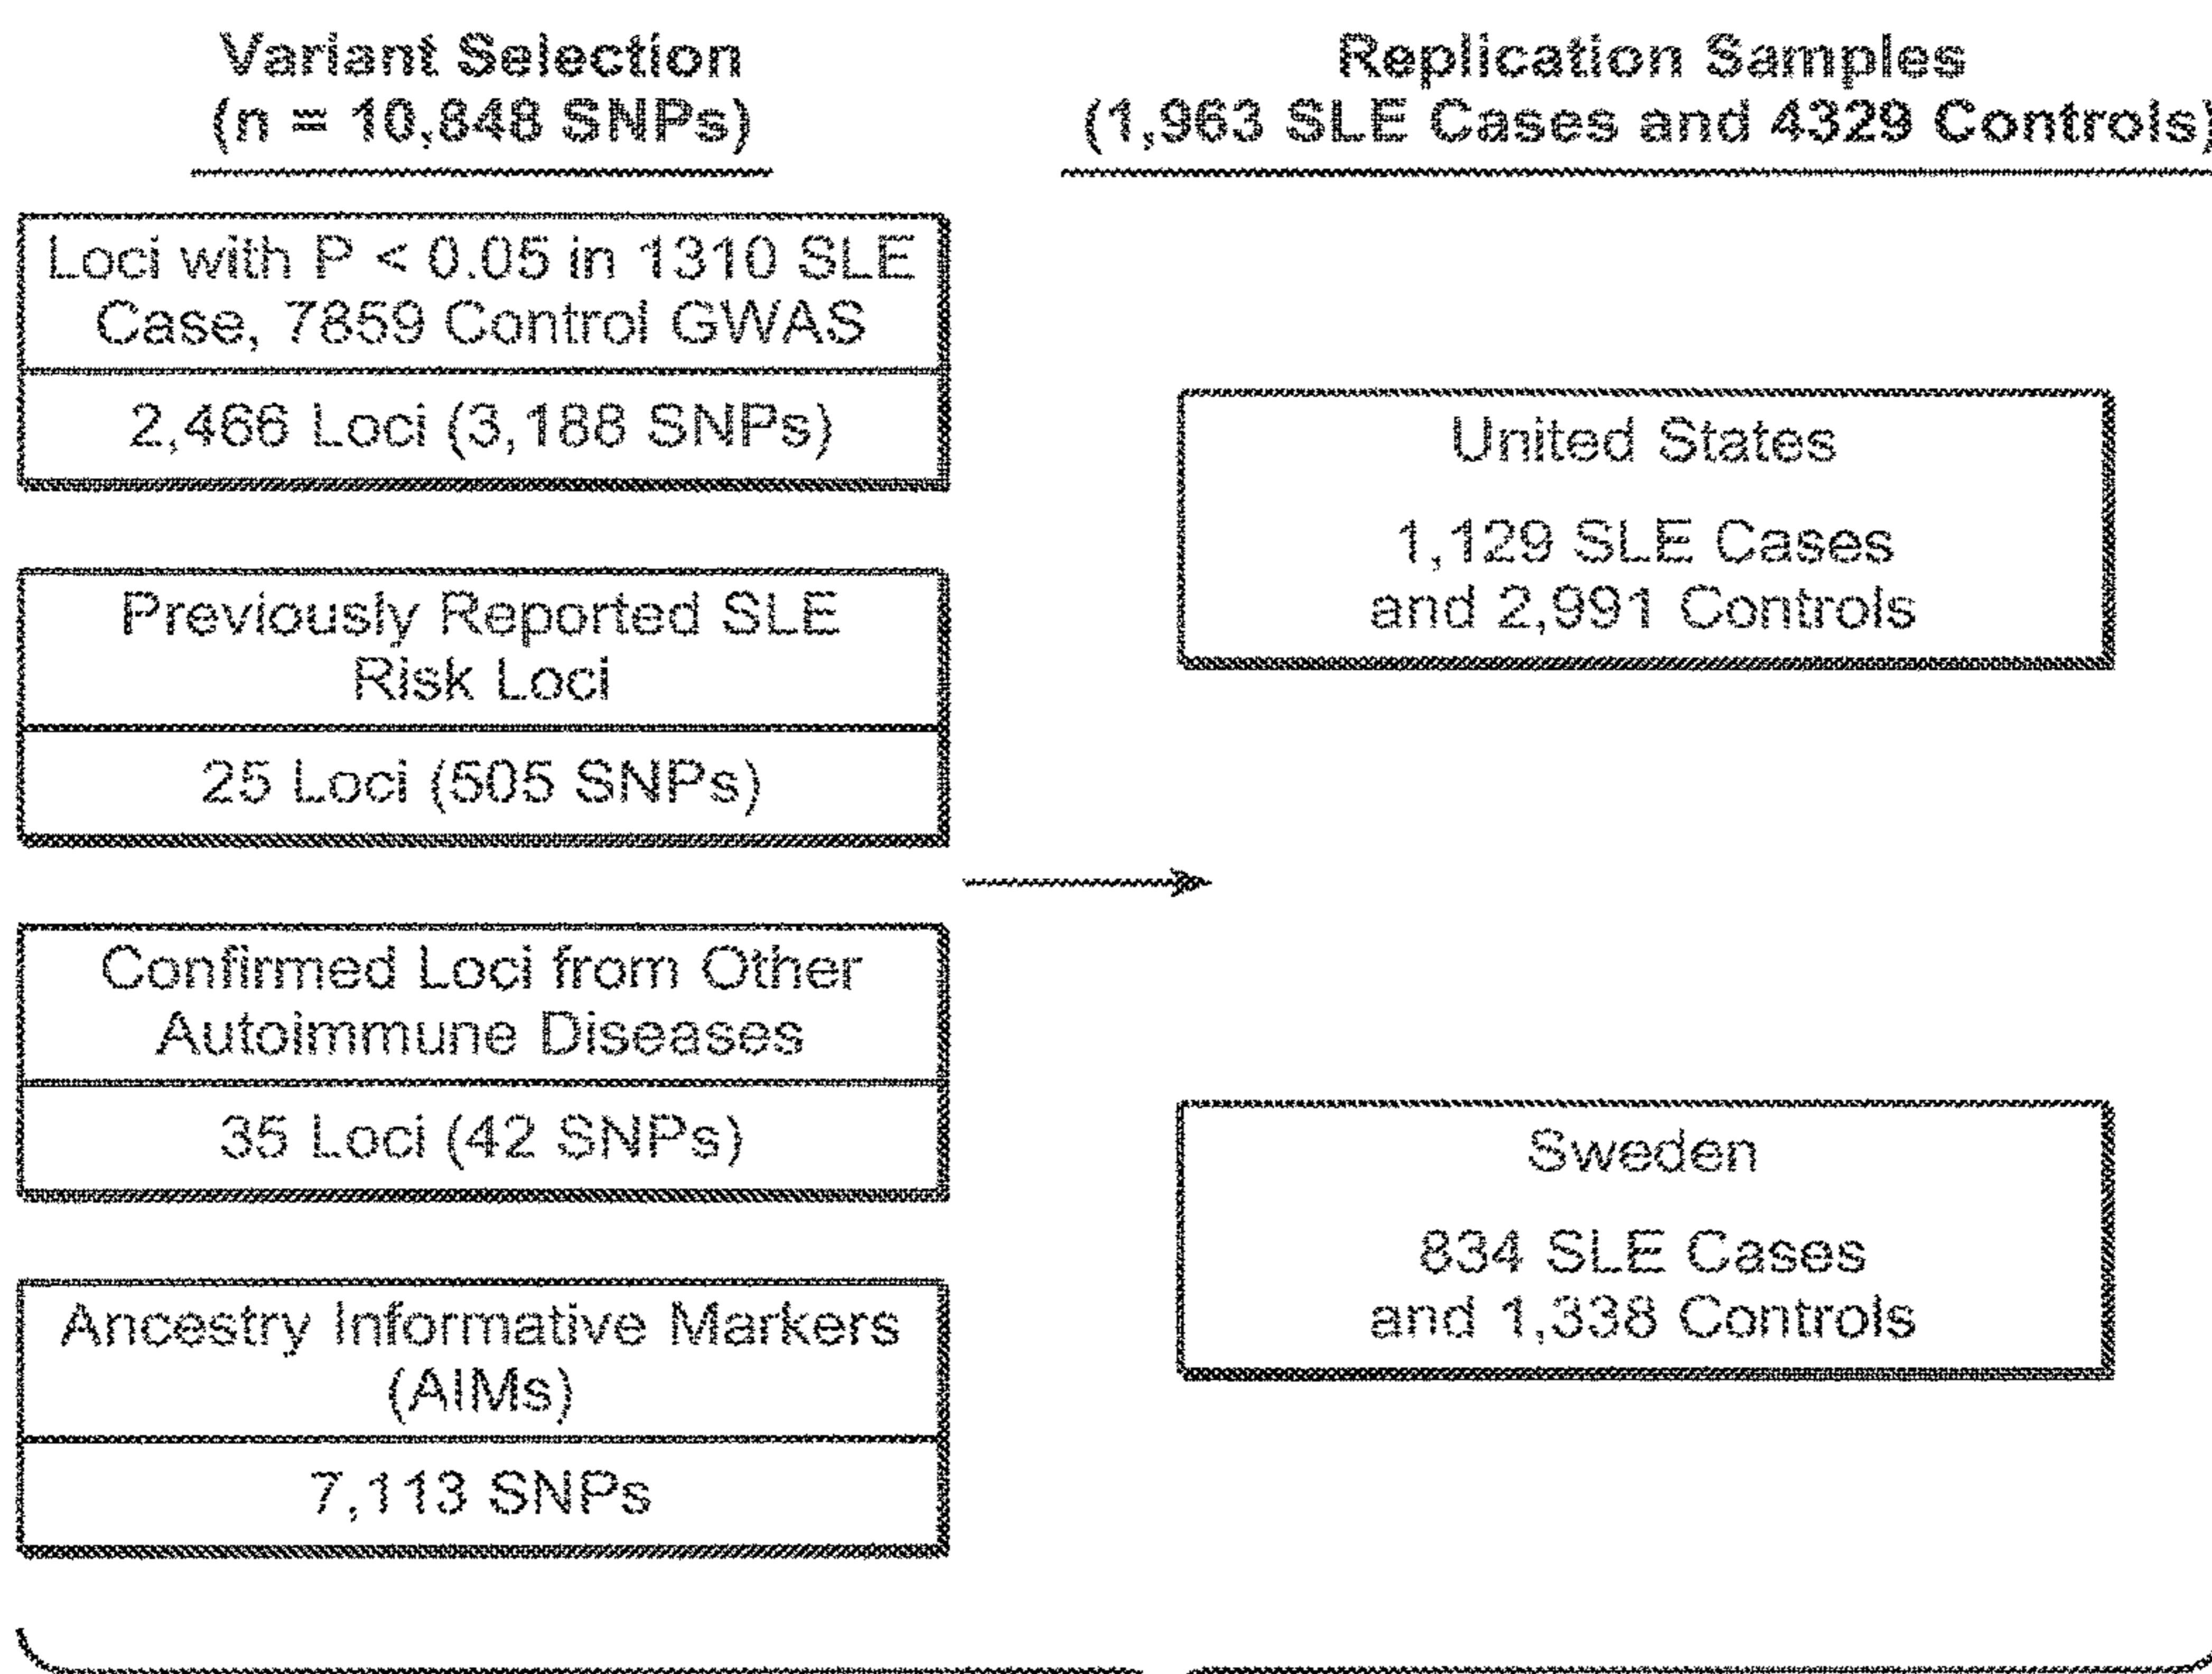 Variant Selection
(n = 10,848 SNPs)
Loci with P < 0.05 in 1310 SLE
Case, 7859 Control GWAS
2,466 Loci (3,188 SNPs)
Previously Reported SLE
Risk Loci
25 Loci (505 SNPs)
Confirmed Loci from Other
Autoimmune Diseases
35 Loci (42 SNPs)
Ancestry Informative Markers
(AIMs)
7,113 SNPs
Replication Samples
(1,963 SLE Cases and 4329 Controls)
United States
1,129 SLE Cases
and 2,991 Controls
Sweden
834 SLE Cases
and 1,338 Controls